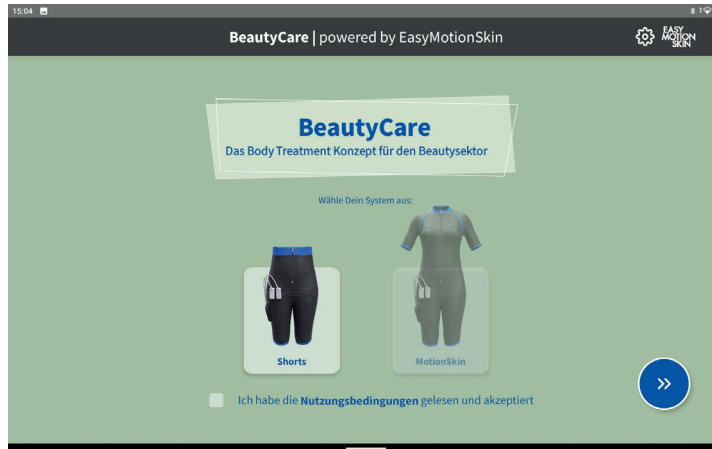 15:04
BeautyCare | powered by EasyMotionSkin
EASY
MOTION
SKIN
BeautyCare
Das Body Treatment Konzept für den Beautysektor
Wähle Dein System aus:
Shorts
MotionSkin
Ich habe die Nutzungsbedingungen gelesen und akzeptiert